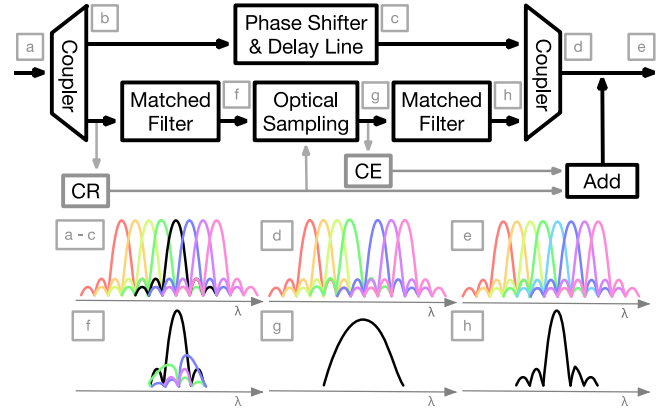 a
b
c
d
e
Coupler
Phase Shifter
& Delay Line
Coupler
Matched
Filter
f
Optical
Sampling
g
Matched
Filter
h
CR
CE
Add
a - c
λ
d
λ
e
λ
f
λ
g
λ
h
λ